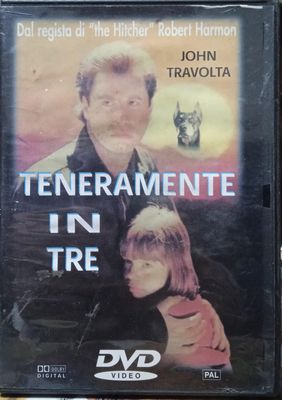 Dal regista di "the Hitcher" Robert Harmon
JOHN
TRAVOLTA
TENERAMENTE
IN
TRE
DOLBY
DIGITAL
DVD
VIDEO
PAL